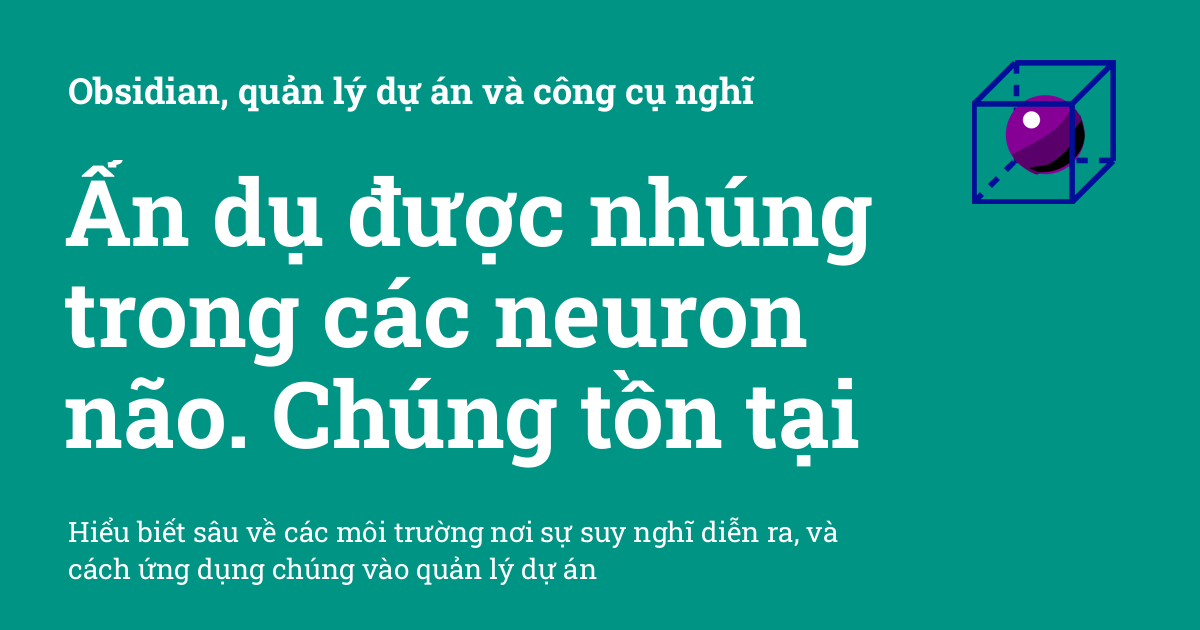 Obsidian, quản lý dự án và công cụ nghĩ
Ẩn dụ được nhúng
trong các neuron
não. Chúng tồn tại
Hiểu biết sâu về các môi trường nơi sự suy nghĩ diễn ra, và
cách ứng dụng chúng vào quản lý dự án